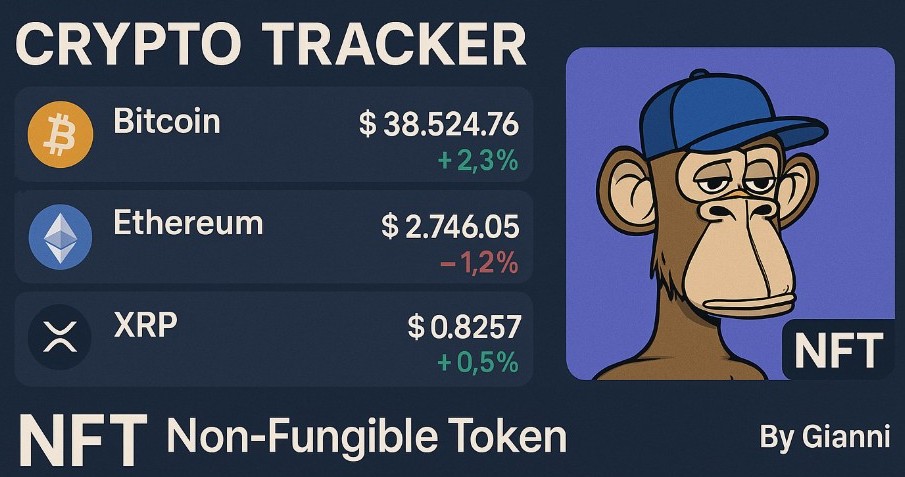 CRYPTO TRACKER
Bitcoin
$ 38.524.76
+2,3%
Ethereum
$ 2.746.05
−1,2%
XRP
$ 0.8257
+0,5%
NFT
NFT Non-Fungible Token
By Gianni